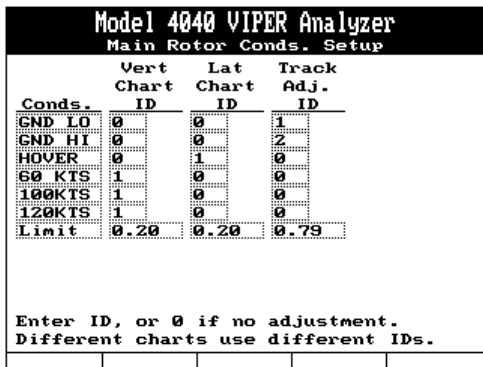 Model 4040 VIPER Analyzer
Main Rotor Conds. Setup
Vert Lat Track
Chart Chart Adj.
Conds. ID ID ID
GND LO 0 0 1
GND HI 0 0 2
HOVER 0 1 0
60 KTS 1 0 0
100KTS 1 0 0
120KTS 1 0 0
Limit 0.20 0.20 0.79
Enter ID, or 0 if no adjustment.
Different charts use different IDs.